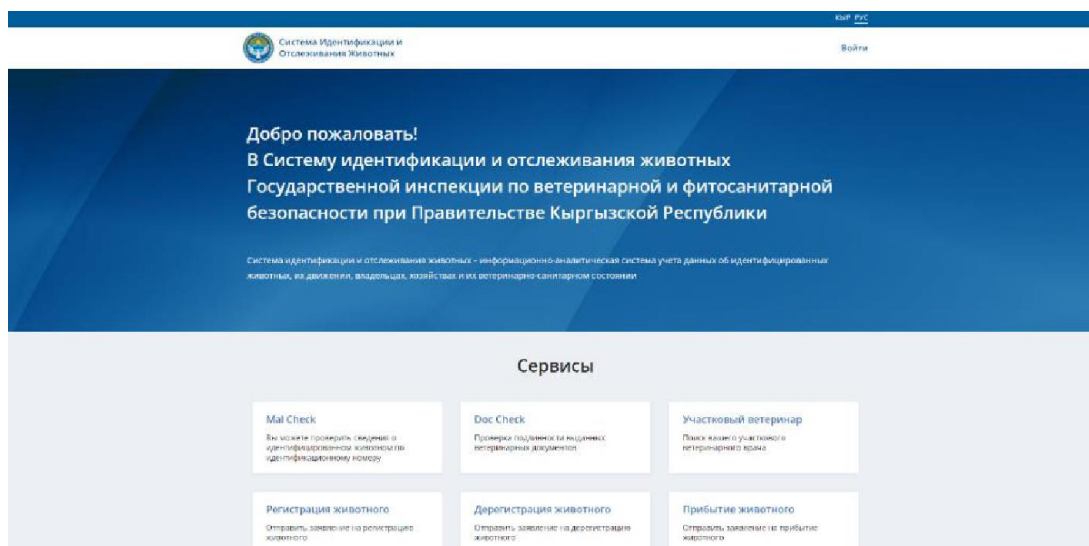 КЫР РУС
Система Идентификации и
Отслеживания Животных
Войти
Добро пожаловать!
В Систему идентификации и отслеживания животных
Государственной инспекции по ветеринарной и фитосанитарной
безопасности при Правительстве Кыргызской Республики
Система идентификации и отслеживания животных – информационно-аналитическая система учета данных об идентифицированных
животных, их движении, владельцах, хозяйствах и их ветеринарно-санитарном состоянии
Сервисы
Mal Check
Вы можете проверить сведения о
идентифицированном животном по
идентификационному номеру
Doc Check
Проверка подлинности выданных
ветеринарных документов
Участковый ветеринар
Поиск вашего участкового
ветеринарного врача
Регистрация животного
Отправить заявление на регистрацию
животного
Дерегистрация животного
Отправить заявление на дерегистрацию
животного
Прибытие животного
Отправить заявление на прибытие
животного